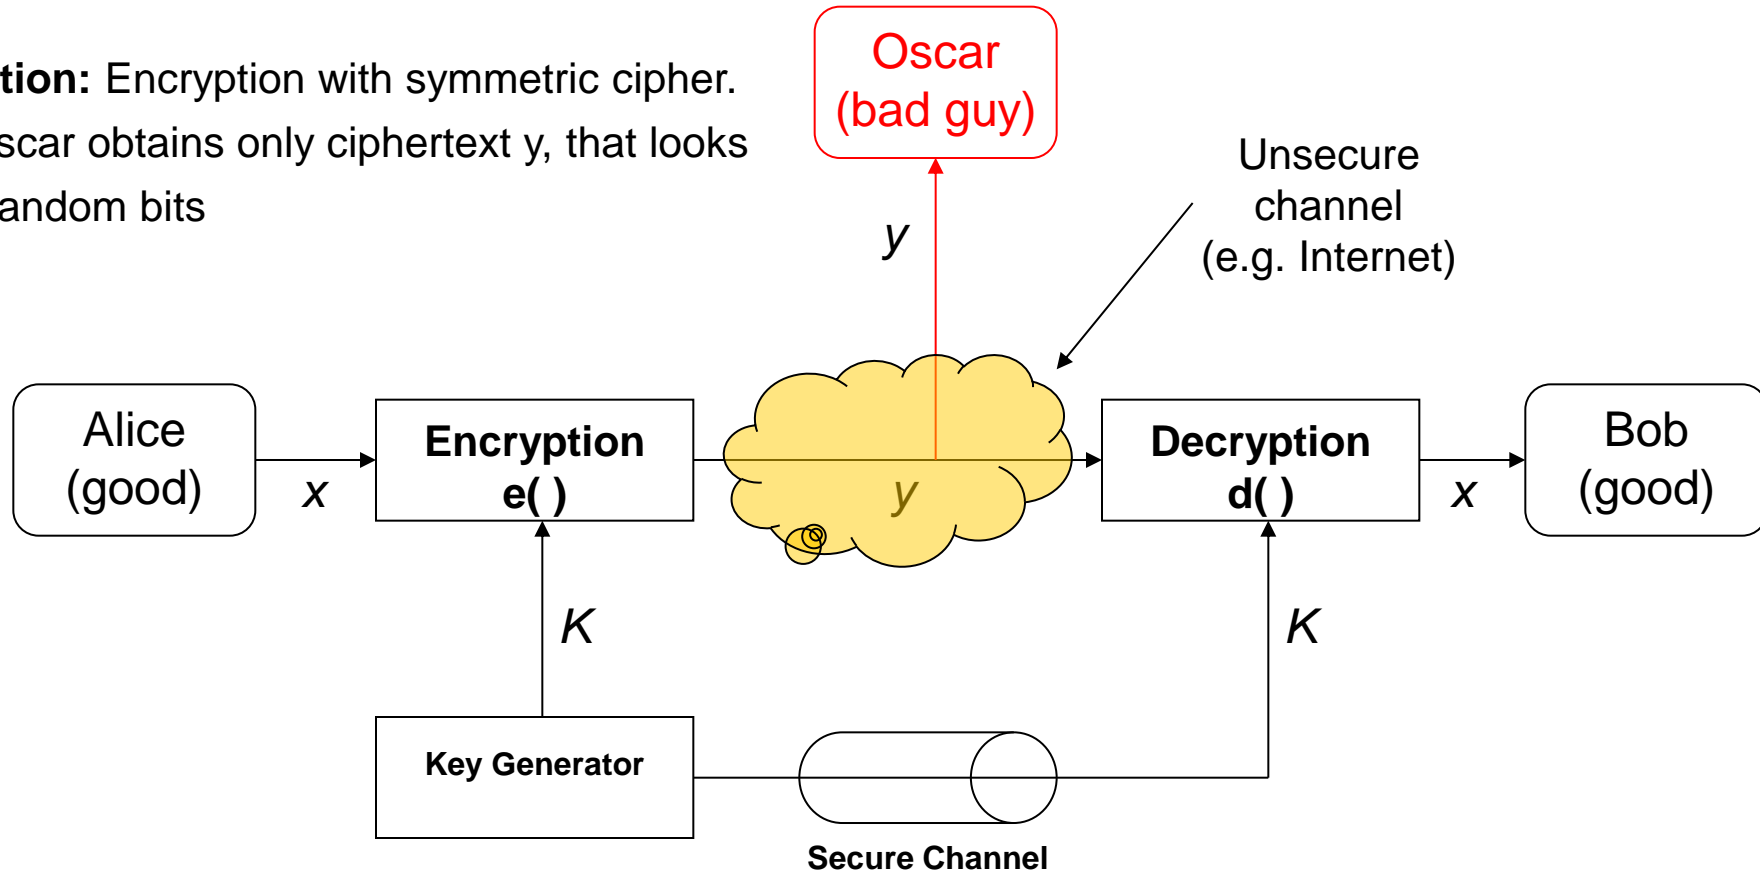 tion: Encryption with symmetric cipher.
scar obtains only ciphertext y, that looks
andom bits
Oscar
(bad guy)
Unsecure
channel
(e.g. Internet)
y
Alice
(good)
x
Encryption
e( )
y
Decryption
d( )
x
Bob
(good)
K
K
Key Generator
Secure Channel